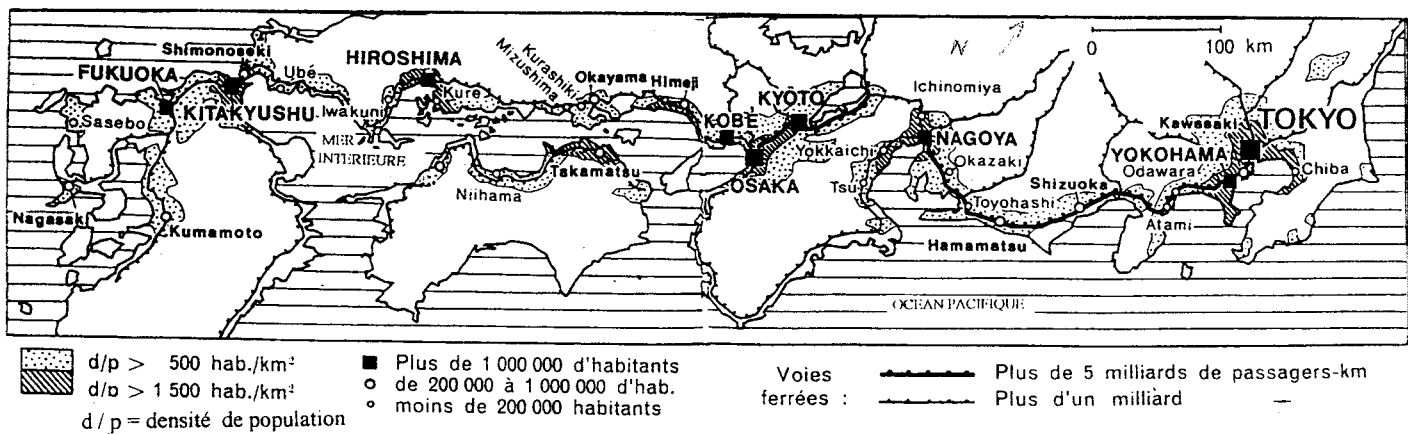 Shimonoseki
FUKUOKA
KITAKYUSHU
Ubé
Sasebo
Nagasaki
Kumamoto
HIROSHIMA
Iwakuni
Kure
MER
INTERIEURE
Niihama
Takamatsu
Kurashiki
Mizushima
Okayama
Himeji
KOBÉ
KYŌTO
OSAKA
Ichinomiya
NAGOYA
Yokkaichi
Tsu
Okazaki
Toyohashi
Hamamatsu
Shizuoka
Atami
Odawara
YOKOHAMA
Kawasaki
TOKYO
Chiba
N
0 100 km
OCEAN PACIFIQUE
d/p > 500 hab./km²
d/p > 1 500 hab./km²
d / p = densité de population
Plus de 1 000 000 d'habitants
de 200 000 à 1 000 000 d'hab.
moins de 200 000 habitants
Voies
ferrées :
Plus de 5 milliards de passagers-km
Plus d'un milliàrd —